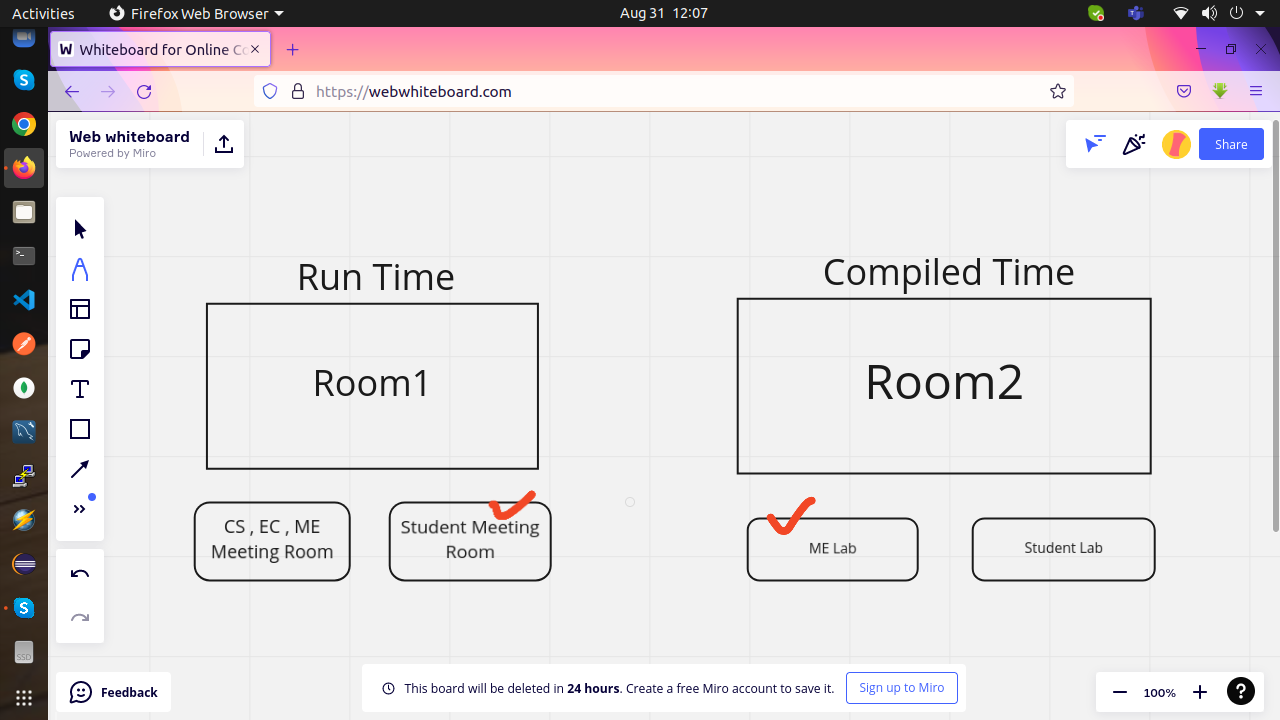 Activities
Firefox Web Browser
Aug 31 12:07
Whiteboard for Online Co
https://webwhiteboard.com
Web whiteboard
Powered by Miro
Share
Run Time
Compiled Time
Room1
Room2
CS , EC , ME
Meeting Room
Student Meeting
Room
ME Lab
Student Lab
Feedback
This board will be deleted in 24 hours. Create a free Miro account to save it.
Sign up to Miro
100%
SSD